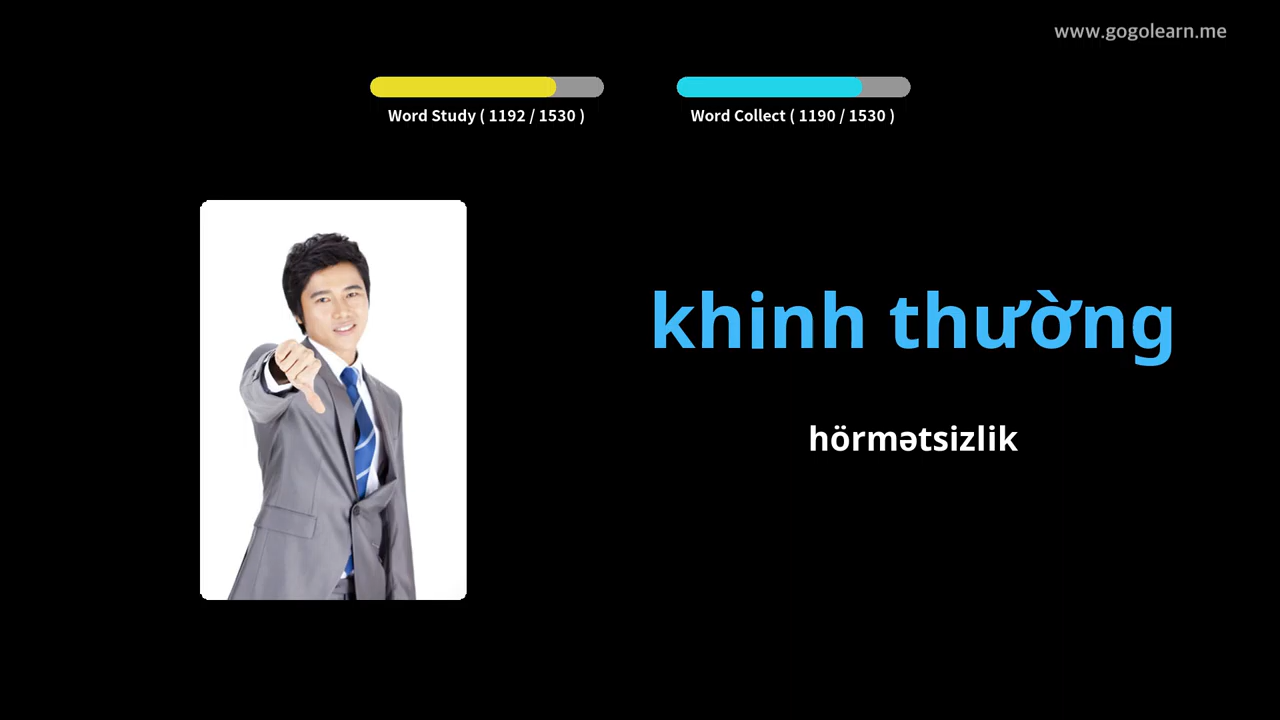 www.gogolearn.me
Word Study ( 1192 / 1530 )
Word Collect ( 1190 / 1530 )
khinh thường
hörmətsizlik